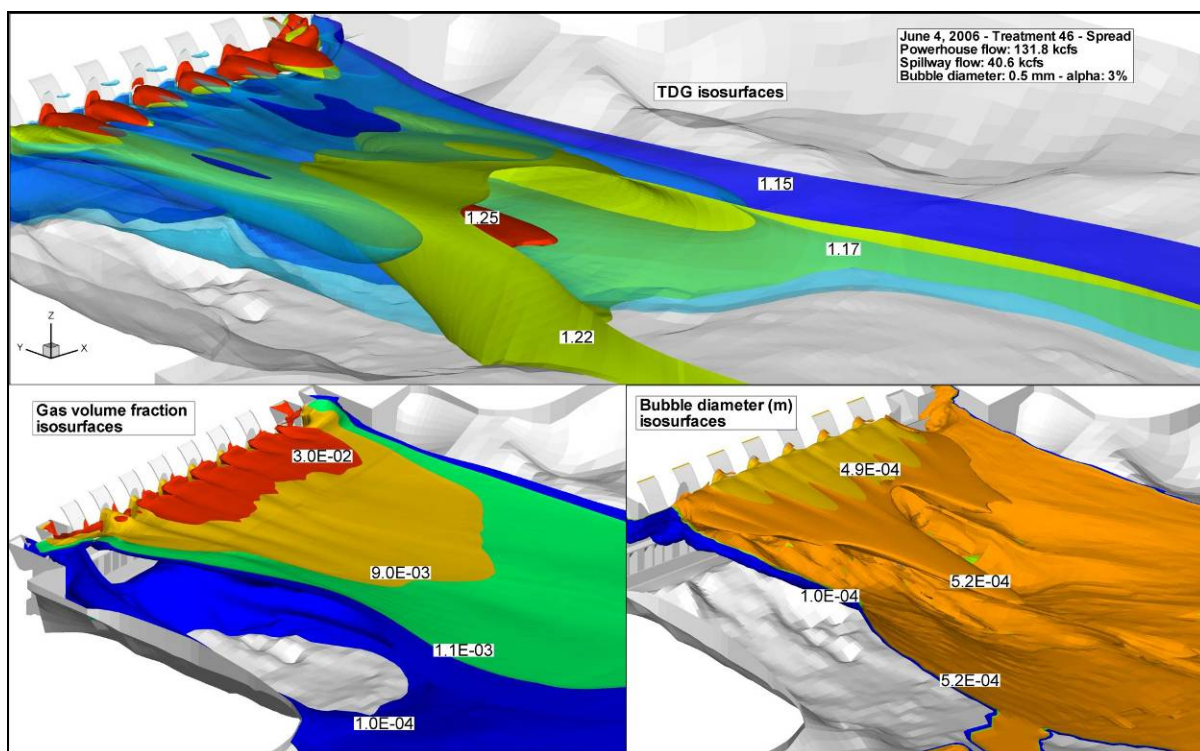 June 4, 2006 - Treatment 46 - Spread
Powerhouse flow: 131.8 kcfs
Spillway flow: 40.6 kcfs
Bubble diameter: 0.5 mm - alpha: 3%
TDG isosurfaces
1.15
1.25
1.17
1.22
Z
Y
X
Gas volume fraction
isosurfaces
3.0E-02
9.0E-03
1.1E-03
1.0E-04
Bubble diameter (m)
isosurfaces
4.9E-04
5.2E-04
1.0E-04
5.2E-04